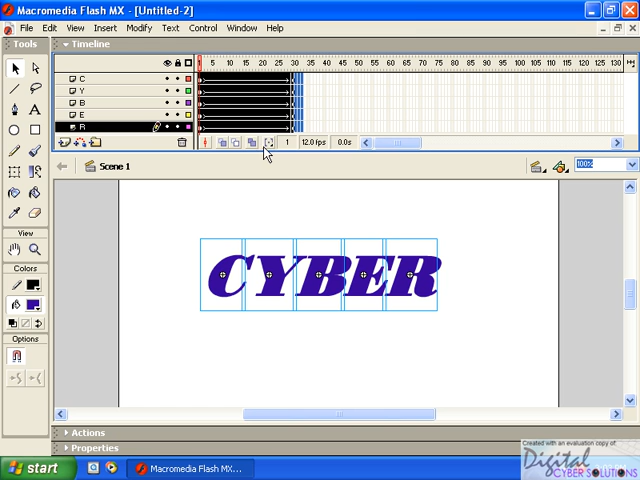 Macromedia Flash MX - [Untitled-2]
File Edit View Insert Modify Text Control Window Help
Tools
Timeline
1 5 10 15 20 25 30 35 40 45 50 55 60 65 70 75 80 85 90 95 100 105 110 115 120 125 130
C
Y
B
E
R
1 12.0 fps 0.0s
Scene 1
100%
CYBER
View
Colors
Options
Actions
Properties
Created with an evaluation copy of
Digital
CYBER SOLUTIONS
start
Macromedia Flash MX...